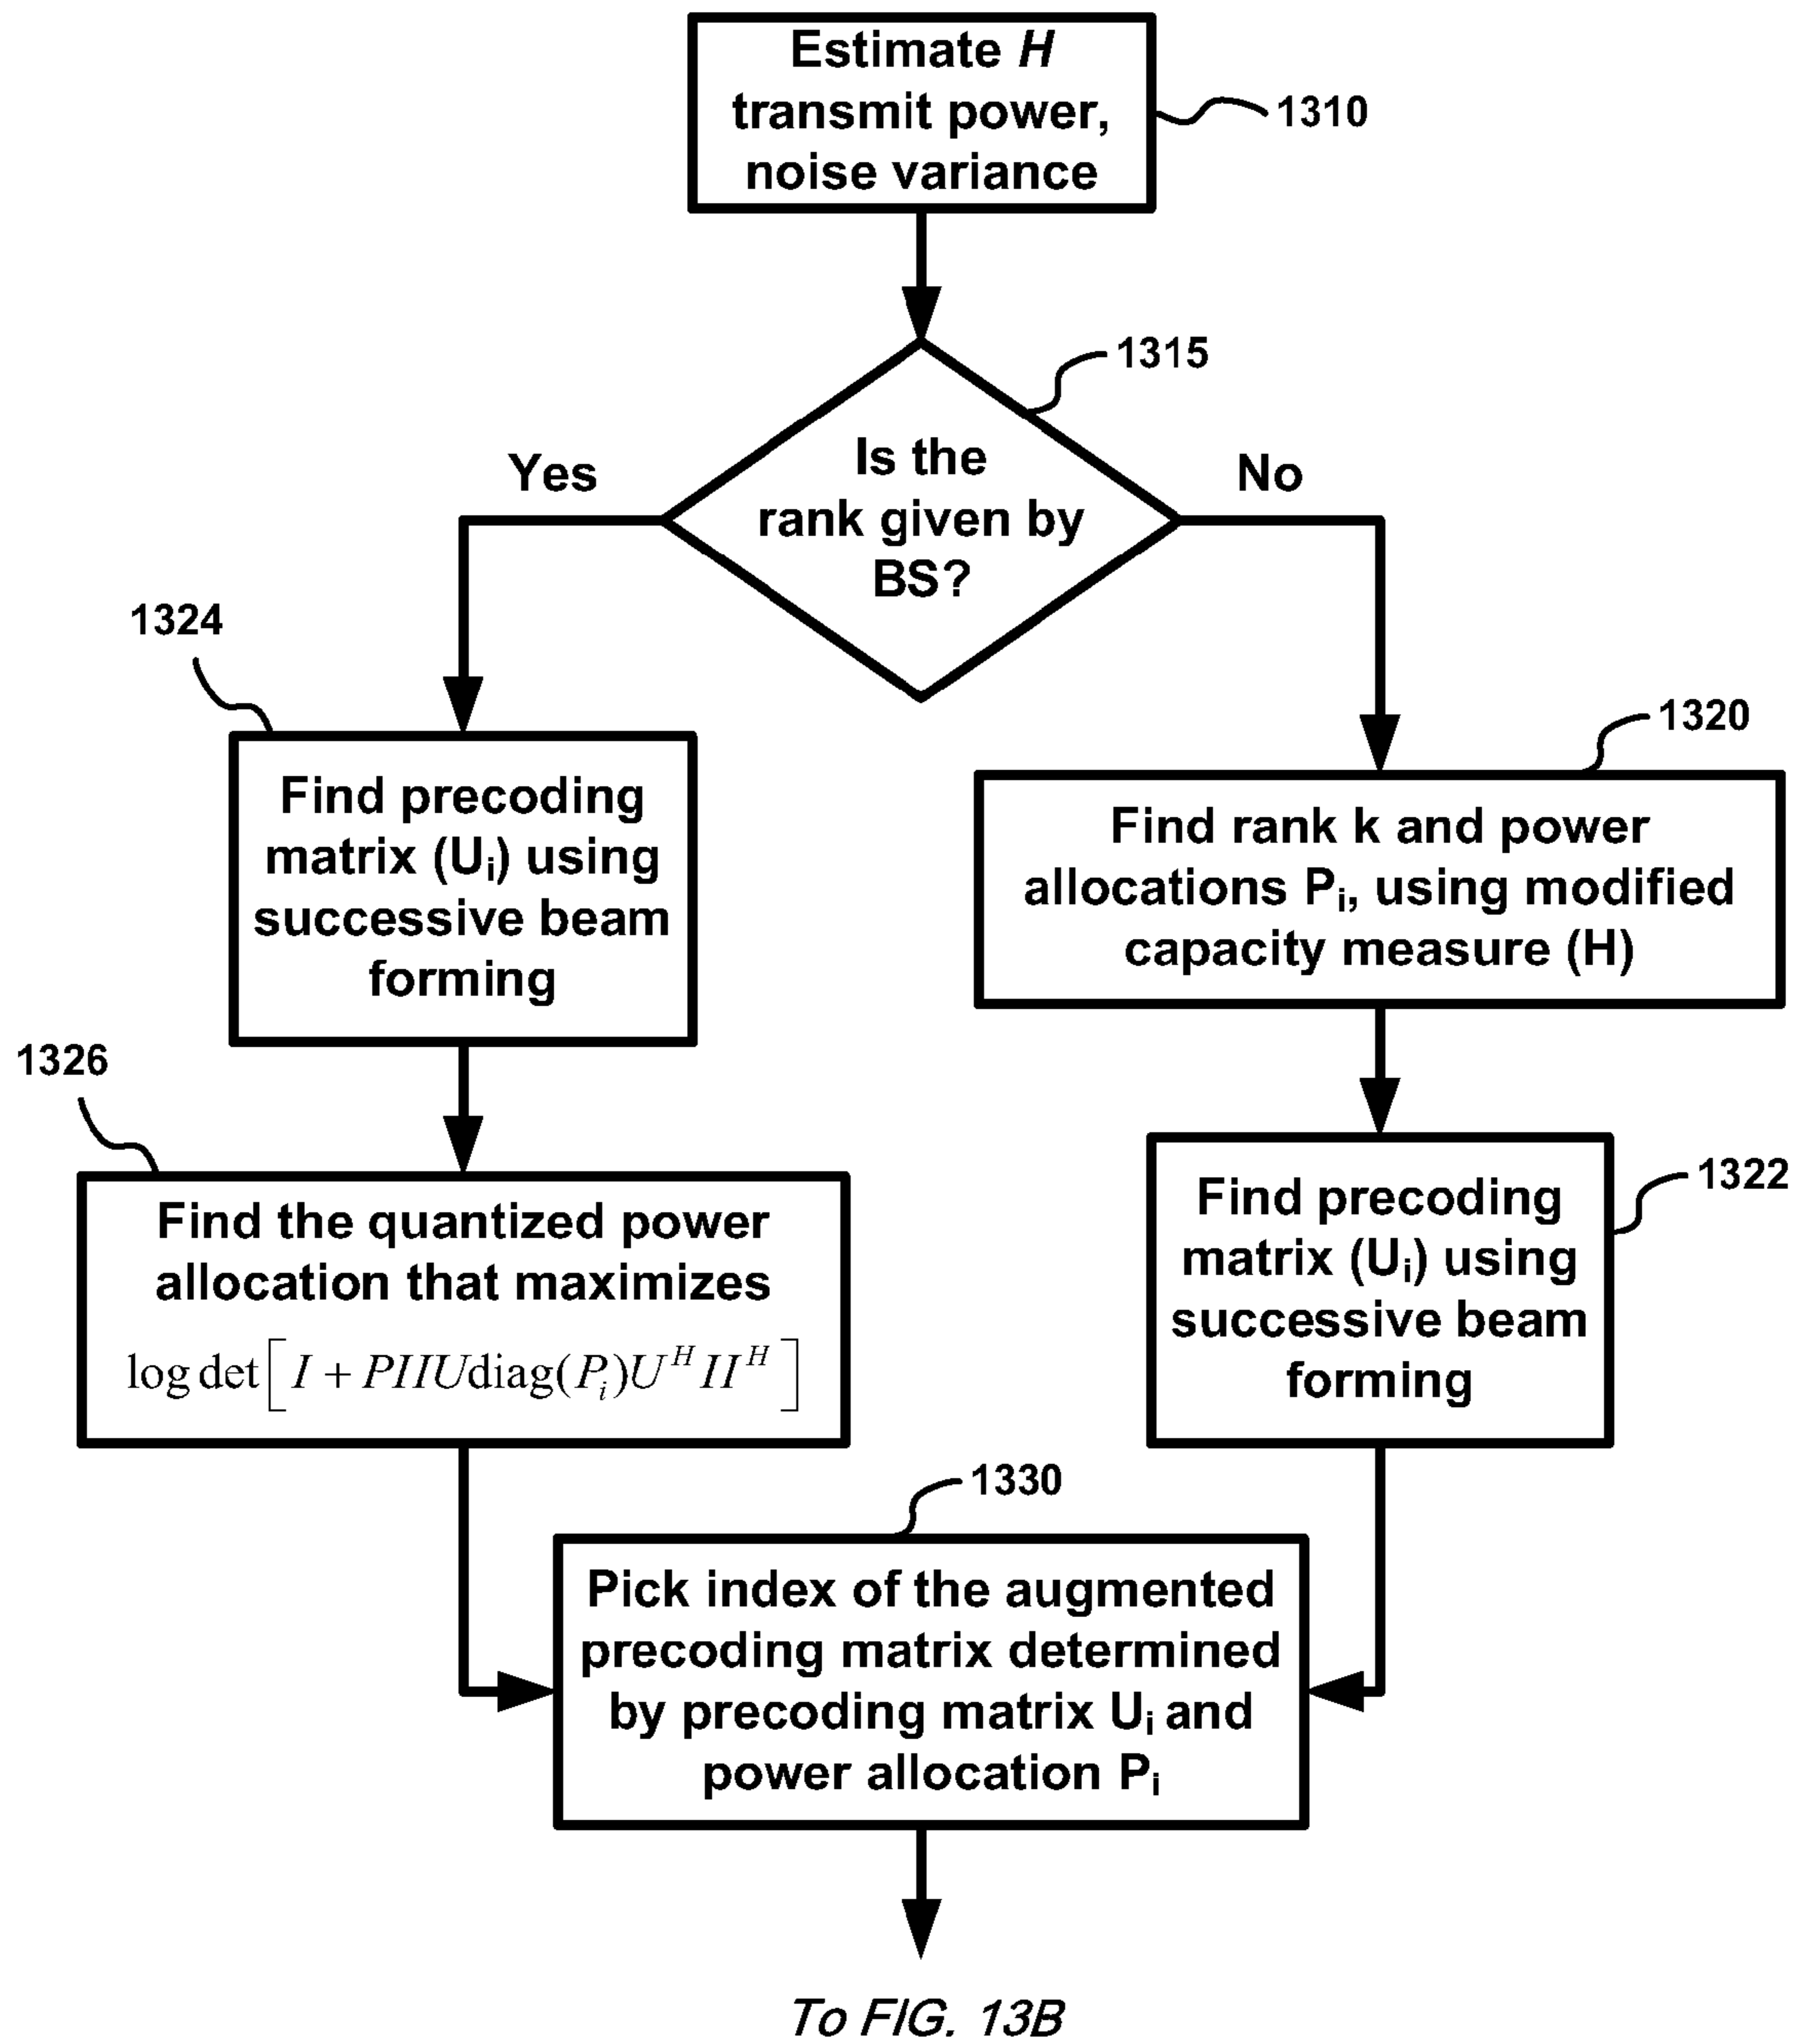 Estimate H
transmit power,
noise variance
1310
1315
Is the
rank given by
BS?
Yes
No
1324
1320
Find precoding
matrix (Ui) using
successive beam
forming
Find rank k and power
allocations Pi, using modified
capacity measure (H)
1326
1322
Find the quantized power
allocation that maximizes
log det[I + PIIUdiag(Pi)U^H II^H]
Find precoding
matrix (Ui) using
successive beam
forming
1330
Pick index of the augmented
precoding matrix determined
by precoding matrix Ui and
power allocation Pi
To FIG. 13B